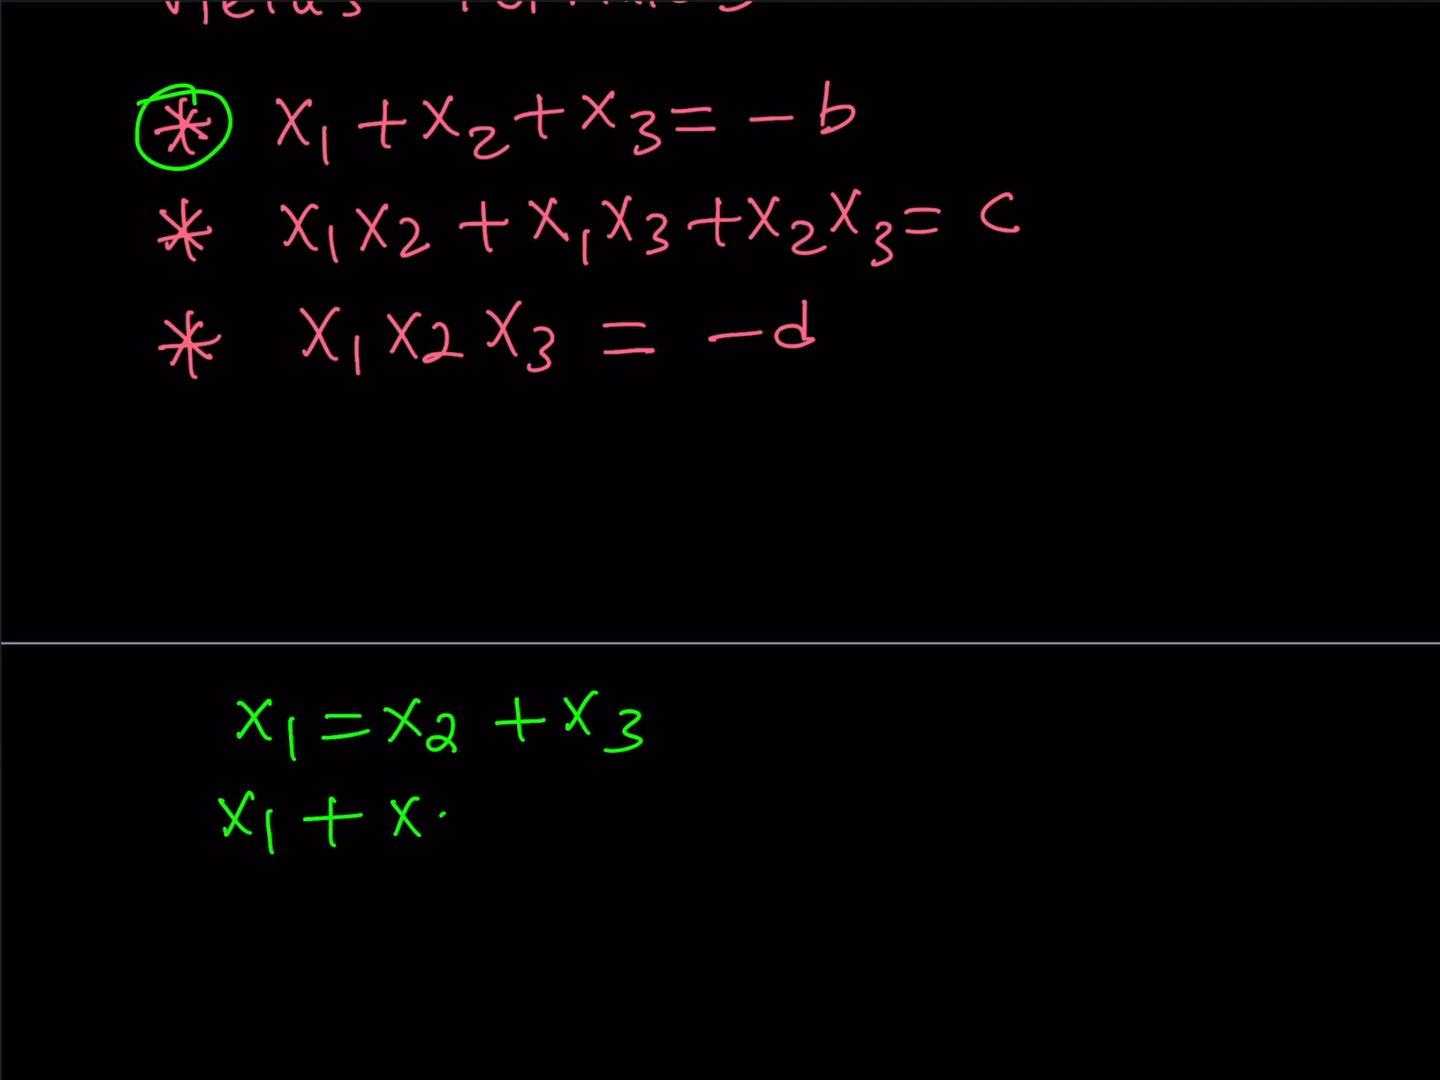 * x₁ + x₂ + x₃ = - b
* x₁x₂ + x₁x₃ + x₂x₃ = c
* x₁x₂x₃ = - d
x₁ = x₂ + x₃
x₁ + x